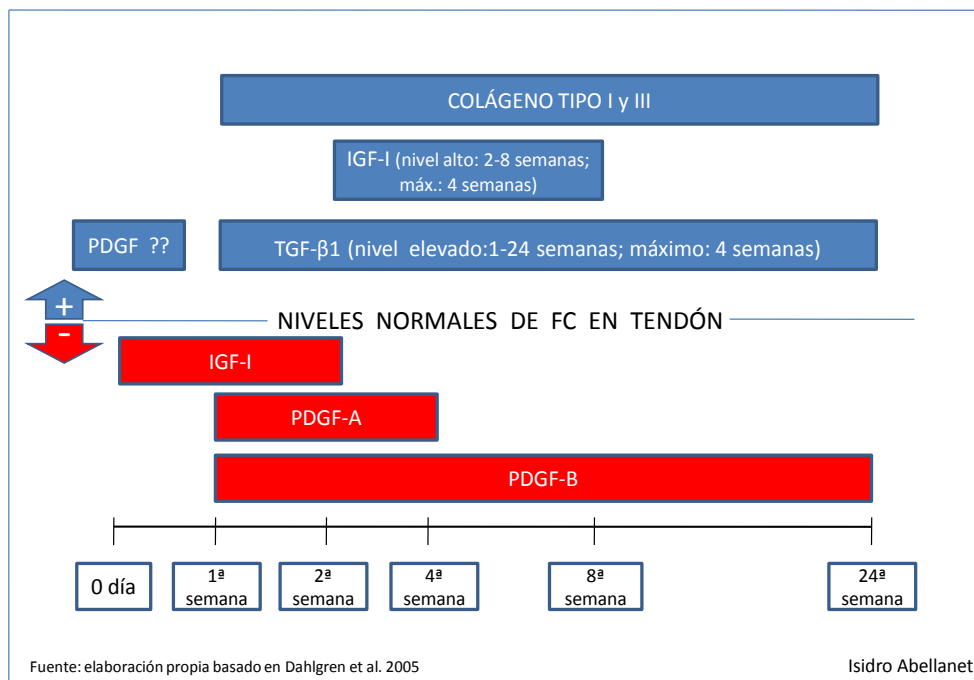 COLÁGENO TIPO I y III
IGF-I (nivel alto: 2-8 semanas;
máx.: 4 semanas)
PDGF ??
TGF-β1 (nivel elevado:1-24 semanas; máximo: 4 semanas)
+
-
NIVELES NORMALES DE FC EN TENDÓN
IGF-I
PDGF-A
PDGF-B
0 día
1ª
semana
2ª
semana
4ª
semana
8ª
semana
24ª
semana
Fuente: elaboración propia basado en Dahlgren et al. 2005
Isidro Abellanet